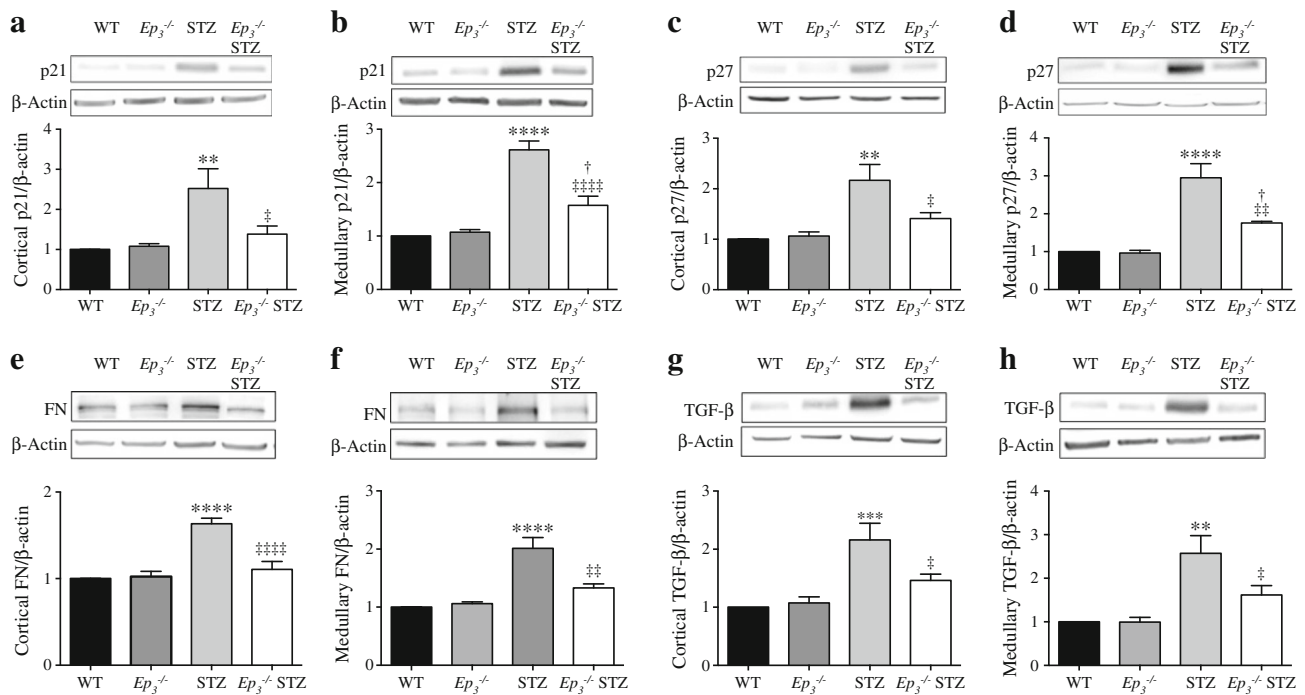 a
WT Ep3-/- STZ Ep3-/-
STZ
p21
β-Actin
Cortical p21/β-actin
4
3
2
1
0
**
‡
WT Ep3-/- STZ Ep3-/- STZ
b
WT Ep3-/- STZ Ep3-/-
STZ
p21
β-Actin
Medullary p21/β-actin
3
2
1
0
****
†
‡‡‡‡
WT Ep3-/- STZ Ep3-/- STZ
c
WT Ep3-/- STZ Ep3-/-
STZ
p27
β-Actin
Cortical p27/β-actin
3
2
1
0
**
‡
WT Ep3-/- STZ Ep3-/- STZ
d
WT Ep3-/- STZ Ep3-/-
STZ
p27
β-Actin
Medullary p27/β-actin
4
3
2
1
0
****
†
‡‡
WT Ep3-/- STZ Ep3-/- STZ
e
WT Ep3-/- STZ Ep3-/-
STZ
FN
β-Actin
Cortical FN/β-actin
2
1
0
****
‡‡‡‡
WT Ep3-/- STZ Ep3-/- STZ
f
WT Ep3-/- STZ Ep3-/-
STZ
FN
β-Actin
Medullary FN/β-actin
3
2
1
0
****
‡‡
WT Ep3-/- STZ Ep3-/- STZ
g
WT Ep3-/- STZ Ep3-/-
STZ
TGF-β
β-Actin
Cortical TGF-β/β-actin
3
2
1
0
***
‡
WT Ep3-/- STZ Ep3-/- STZ
h
WT Ep3-/- STZ Ep3-/-
STZ
TGF-β
β-Actin
Medullary TGF-β/β-actin
4
3
2
1
0
**
‡
WT Ep3-/- STZ Ep3-/- STZ